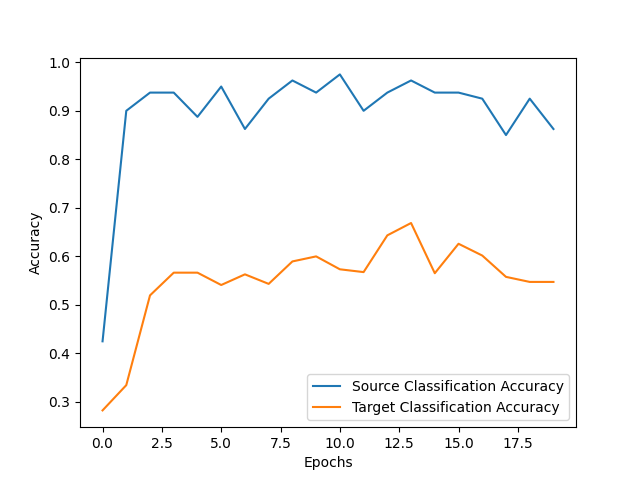 1.0
0.9
0.8
0.7
0.6
0.5
0.4
0.3
Accuracy
Source Classification Accuracy
Target Classification Accuracy
0.0 2.5 5.0 7.5 10.0 12.5 15.0 17.5
Epochs